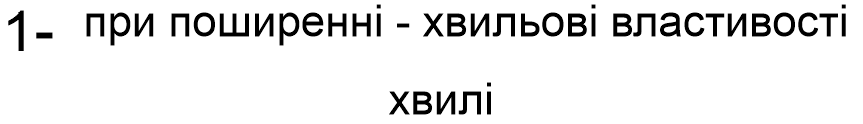 1- при поширенні - хвильові властивості
хвилі